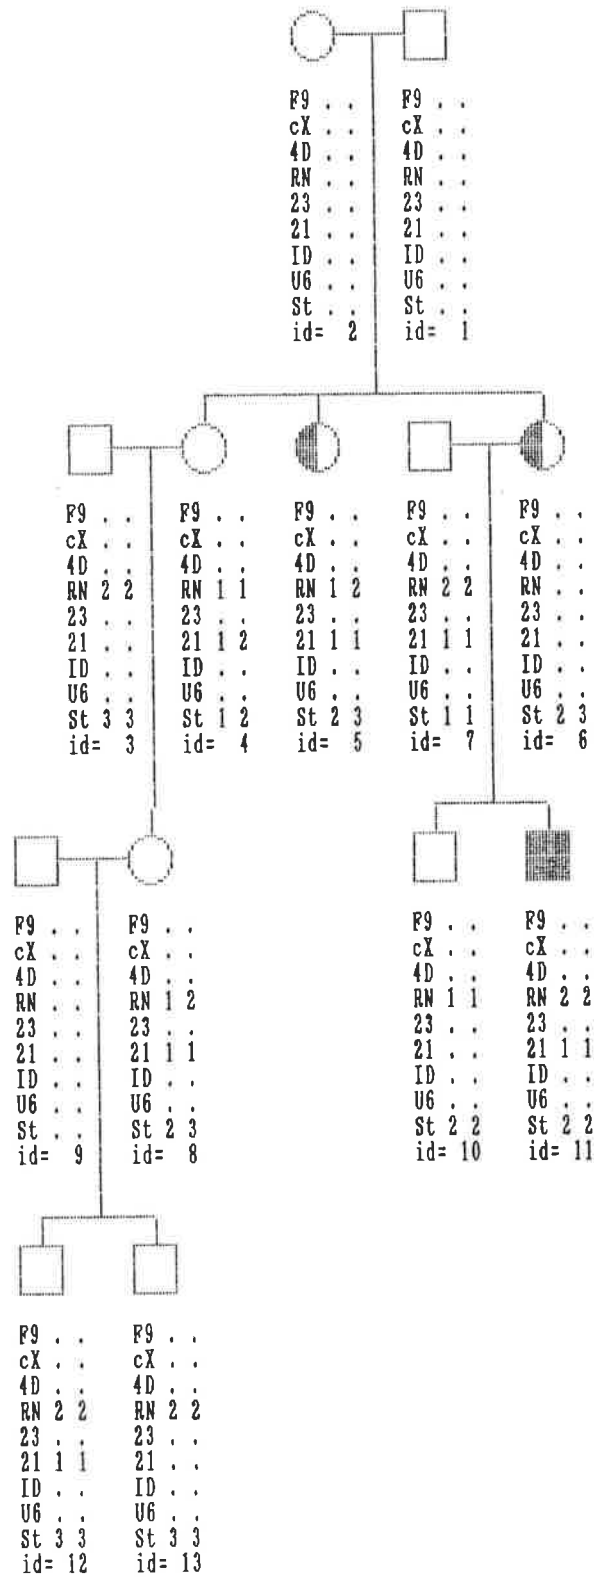 F9 . . F9 . .
cX . . cX . .
4D . . 4D . .
RN . . RN . .
23 . . 23 . .
21 . . 21 . .
ID . . ID . .
U6 . . U6 . .
St . . St . .
id= 2 id= 1
F9 . . F9 . . F9 . . F9 . . F9 . .
cX . . cX . . cX . . cX . . cX . .
4D . . 4D . . 4D . . 4D . . 4D . .
RN 2 2 RN 1 1 RN 1 2 RN 2 2 RN . .
23 . . 23 . . 23 . . 23 . . 23 . .
21 . . 21 1 2 21 1 1 21 1 1 21 . .
ID . . ID . . ID . . ID . . ID . .
U6 . . U6 . . U6 . . U6 . . U6 . .
St 3 3 St 1 2 St 2 3 St 1 1 St 2 3
id= 3 id= 4 id= 5 id= 7 id= 6
F9 . . F9 . . F9 . . F9 . .
cX . . cX . . cX . . cX . .
4D . . 4D . . 4D . . 4D . .
RN . . RN 1 2 RN 1 1 RN 2 2
23 . . 23 . . 23 . . 23 . .
21 . . 21 1 1 21 . . 21 1 1
ID . . ID . . ID . . ID . .
U6 . . U6 . . U6 . . U6 . .
St . . St 2 3 St 2 2 St 2 2
id= 9 id= 8 id= 10 id= 11
F9 . . F9 . .
cX . . cX . .
4D . . 4D . .
RN 2 2 RN 2 2
23 . . 23 . .
21 1 1 21 . .
ID . . ID . .
U6 . . U6 . .
St 3 3 St 3 3
id= 12 id= 13